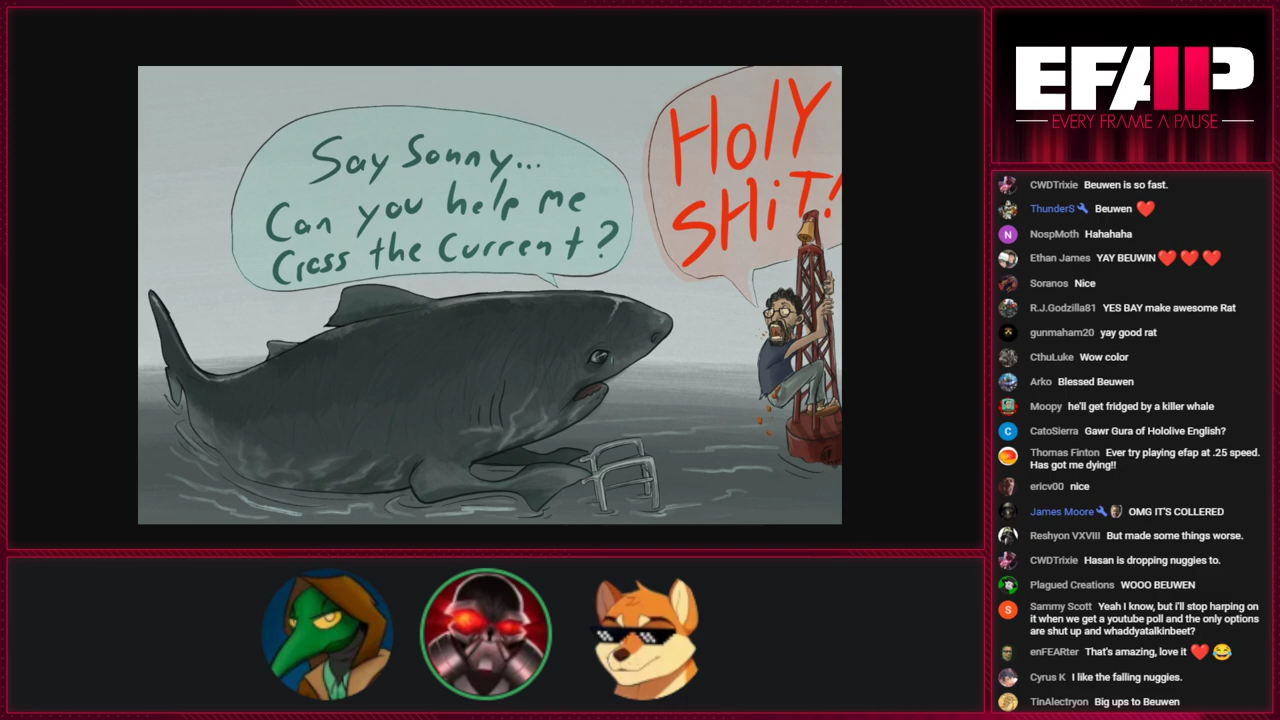 Say Sonny...
Can you help me
Cross the Current?
HOlY
SHiT!
EFAP
EVERY FRAME A PAUSE
CWDTrixie Beuwen is so fast.
ThunderS Beuwen ❤️
N
NospMoth Hahahaha
Ethan James YAY BEUWIN ❤️ ❤️ ❤️
Soranos Nice
R.J.Godzilla81 YES BAY make awesome Rat
gunmaham20 yay good rat
CthuLuke Wow color
Arko Blessed Beuwen
Moopy he'll get fridged by a killer whale
C
CatoSierra Gawr Gura of Hololive English?
Thomas Finton Ever try playing efap at .25 speed.
Has got me dying!!
ericv00 nice
James Moore OMG IT'S COLLERED
Reshyon VXVIII But made some things worse.
CWDTrixie Hasan is dropping nuggies to.
Plagued Creations WOOO BEUWEN
S
Sammy Scott Yeah I know, but i'll stop harping on
it when we get a youtube poll and the only options
are shut up and whaddyatalkinbeet?
enFEARter That's amazing, love it ❤️ 😂
Cyrus K I like the falling nuggies.
TinAlectryon Big ups to Beuwen